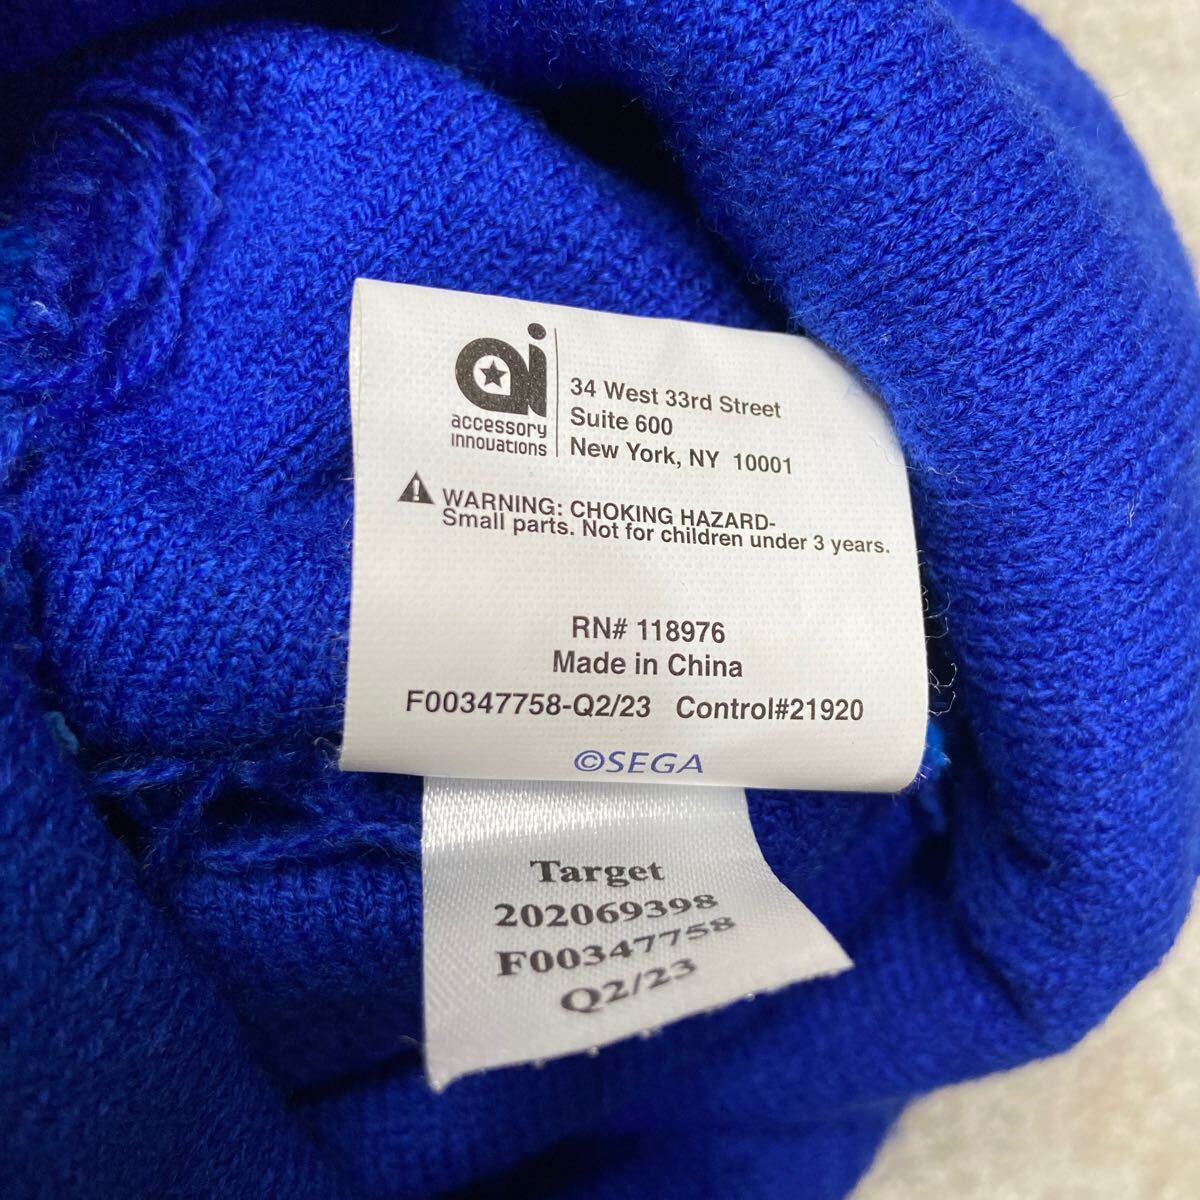 ai
accessory
innovations
34 West 33rd Street
Suite 600
New York, NY 10001
WARNING: CHOKING HAZARD-
Small parts. Not for children under 3 years.
RN# 118976
Made in China
F00347758-Q2/23 Control#21920
©SEGA
Target
202069398
F00347758
Q2/23